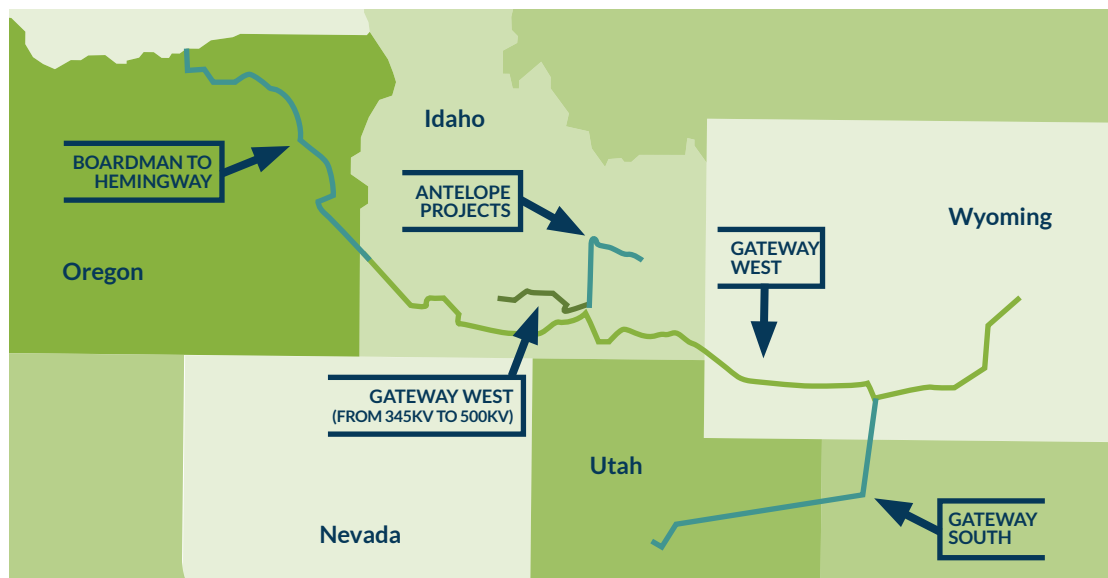 Idaho
BOARDMAN TO
HEMINGWAY
ANTELOPE
PROJECTS
Wyoming
GATEWAY
WEST
Oregon
GATEWAY WEST
(FROM 345KV TO 500KV)
Utah
Nevada
GATEWAY
SOUTH